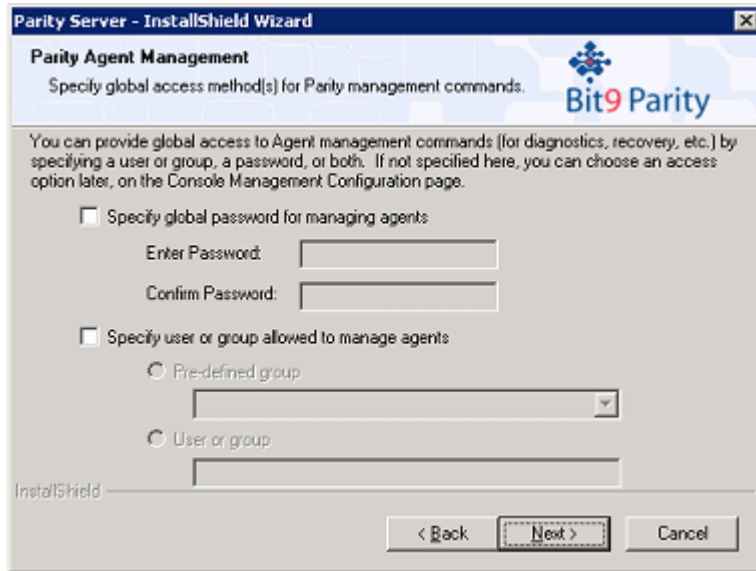 Parity Server - InstallShield Wizard
Parity Agent Management
Specify global access method(s) for Parity management commands.
Bit9 Parity
You can provide global access to Agent management commands (for diagnostics, recovery, etc.) by
specifying a user or group, a password, or both. If not specified here, you can choose an access
option later, on the Console Management Configuration page.
Specify global password for managing agents
Enter Password:
Confirm Password:
Specify user or group allowed to manage agents
Pre-defined group
User or group
InstallShield
< Back Next > Cancel